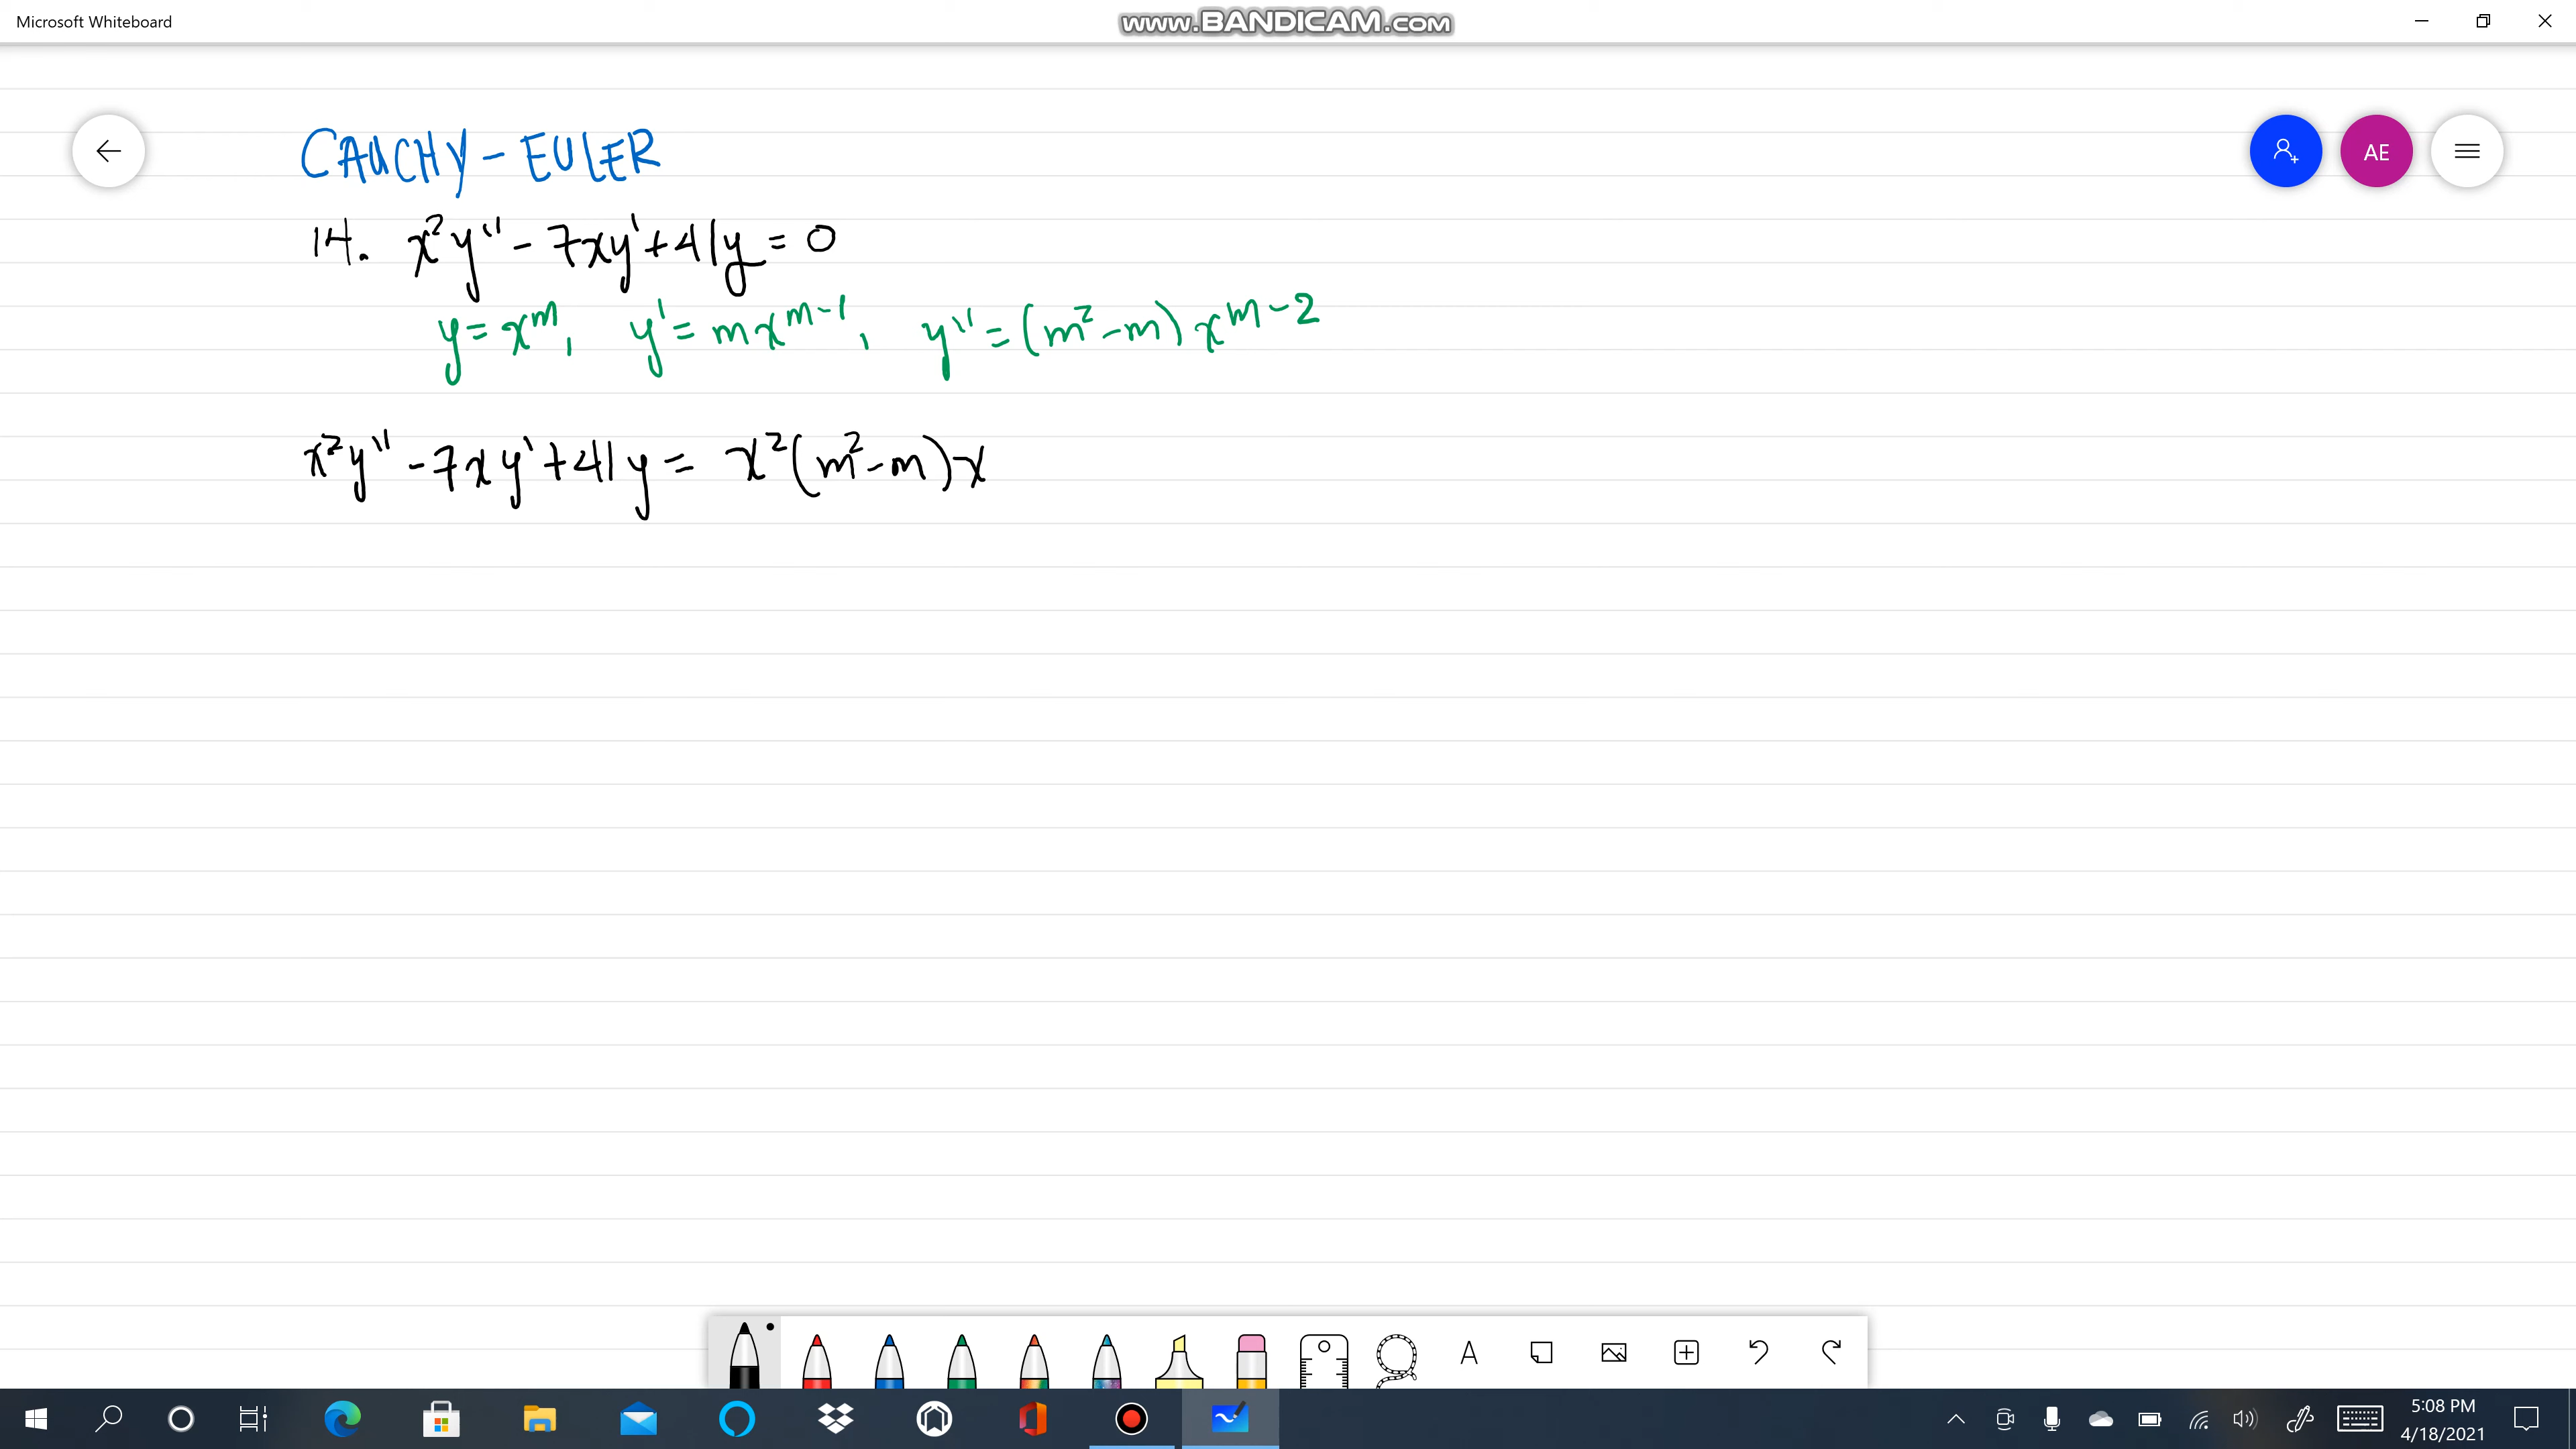 Microsoft Whiteboard
www.BANDICAM.com
CAUCHY - EULER
AE
14. x²y'' - 7xy' + 41y = 0
y = x^m, y' = mx^(m-1), y'' = (m² - m) x^(m-2)
x²y'' - 7xy' + 41y = x²(m² - m)x
A
5:08 PM
4/18/2021